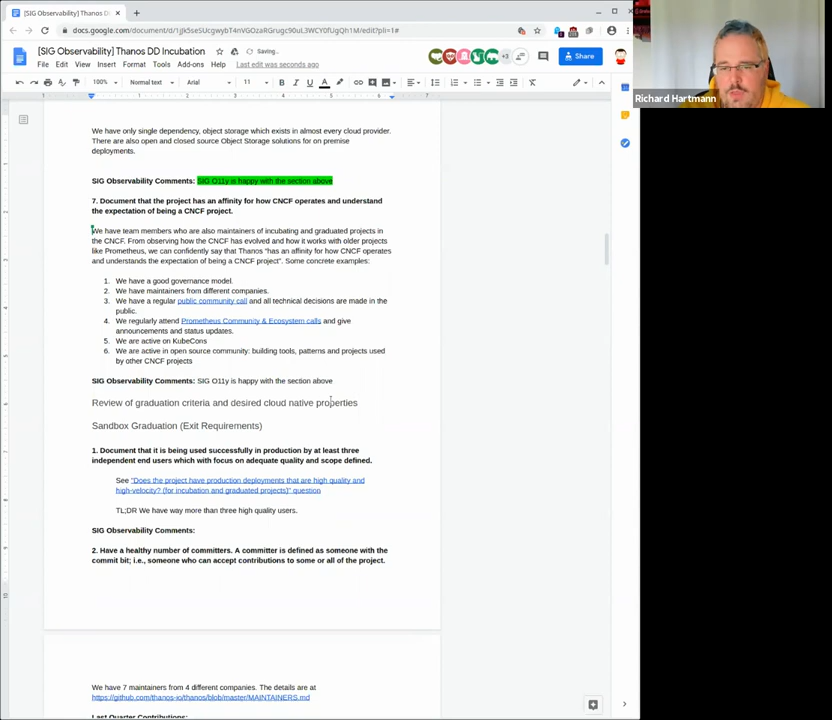 [SIG Observability] Thanos DD In
docs.google.com/document/d/
[SIG Observability] Thanos DD Incubation
Saving...
File Edit View Insert Format Tools Add-ons Help
Last edit was seconds ago
+3
Share
100%
Normal text
Arial
11
Richard Hartmann
We have only single dependency, object storage which exists in almost every cloud provider.
There are also open and closed source Object Storage solutions for on premise
deployments.
SIG Observability Comments: SIG O11y is happy with the section above
7. Document that the project has an affinity for how CNCF operates and understand
the expectation of being a CNCF project.
We have team members who are also maintainers of incubating and graduated projects in
the CNCF. From observing how the CNCF has evolved and how it works with older projects
like Prometheus, we can confidently say that Thanos "has an affinity for how CNCF operates
and understands the expectation of being a CNCF project". Some concrete examples:
1. We have a good governance model.
2. We have maintainers from different companies.
3. We have a regular public community call and all technical decisions are made in the
public.
4. We regularly attend Prometheus Community & Ecosystem calls and give
announcements and status updates.
5. We are active on KubeCons
6. We are active in open source community: building tools, patterns and projects used
by other CNCF projects
SIG Observability Comments: SIG O11y is happy with the section above
Review of graduation criteria and desired cloud native properties
Sandbox Graduation (Exit Requirements)
1. Document that it is being used successfully in production by at least three
independent end users which with focus on adequate quality and scope defined.
See "Does the project have production deployments that are high quality and
high-velocity? (for incubation and graduated projects)" question
TL;DR We have way more than three high quality users.
SIG Observability Comments:
2. Have a healthy number of committers. A committer is defined as someone with the
commit bit; i.e., someone who can accept contributions to some or all of the project.
We have 7 maintainers from 4 different companies. The details are at
https://github.com/thanos-io/thanos/blob/master/MAINTAINERS.md
Last Quarter Contributions: